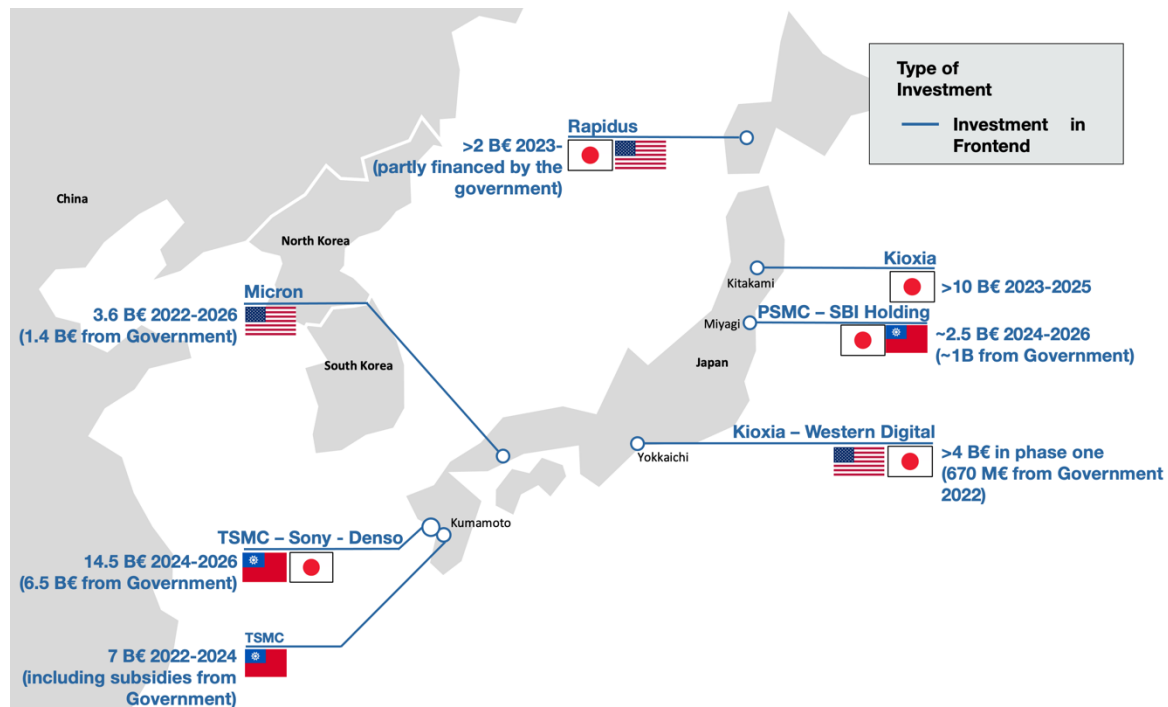 Type of
Investment
Investment in
Frontend
Rapidus
>2 B€ 2023-
(partly financed by the
government)
China
North Korea
Kioxia
Kitakami
>10 B€ 2023-2025
Micron
3.6 B€ 2022-2026
(1.4 B€ from Government)
PSMC – SBI Holding
Miyagi
~2.5 B€ 2024-2026
(~1B from Government)
South Korea
Japan
Kioxia – Western Digital
Yokkaichi
>4 B€ in phase one
(670 M€ from Government
2022)
Kumamoto
TSMC – Sony - Denso
14.5 B€ 2024-2026
(6.5 B€ from Government)
TSMC
7 B€ 2022-2024
(including subsidies from
Government)